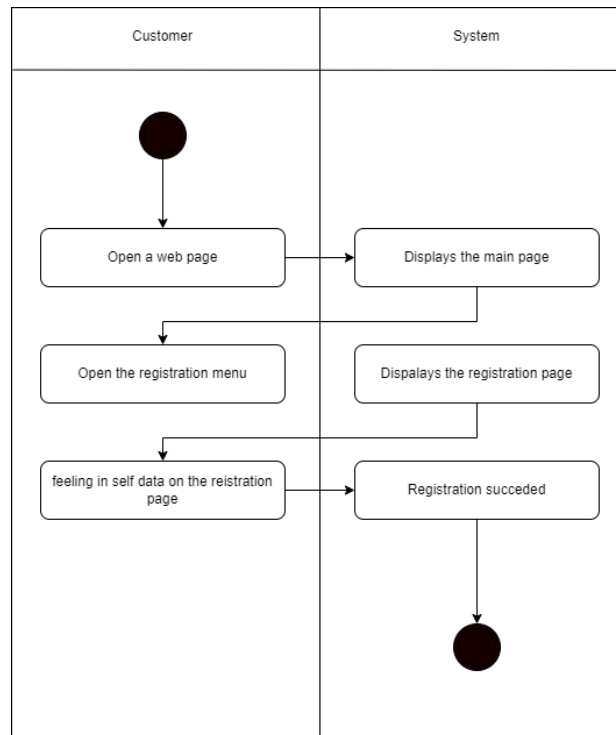 Customer
System
Open a web page
Displays the main page
Open the registration menu
Dispalays the registration page
feeling in self data on the reistration
page
Registration succeded